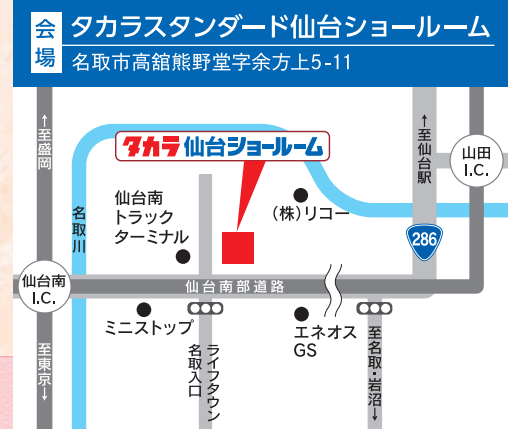 会場
タカラスタンダード仙台ショールーム
名取市高舘熊野堂字余方上5-11
↑至盛岡
↑至仙台駅
山田
I.C.
タカラ 仙台ショールーム
仙台南
トラック
ターミナル
(株)リコー
名取川
286
仙台南
I.C.
仙台南部道路
ミニストップ
エネオス
GS
至東京↓
ライフタウン
名取入口
至名取・岩沼↓